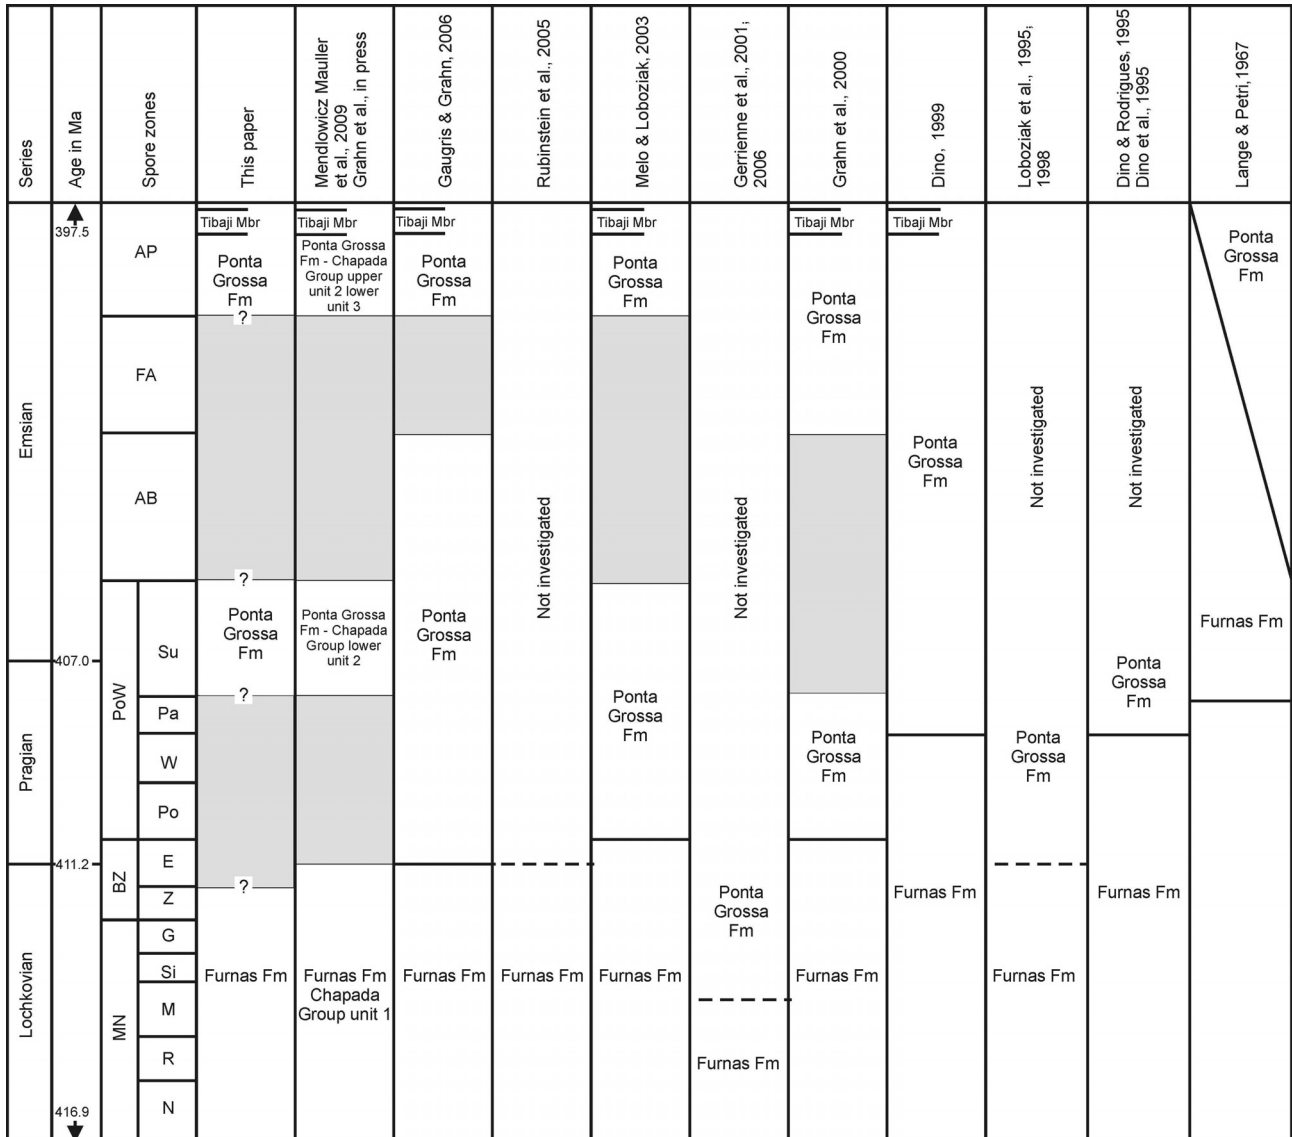 Series
Age in Ma
Spore zones
This paper
Mendlowicz Mauller
et al., 2009
Grahn et al., in press
Gaugris & Grahn, 2006
Rubinstein et al., 2005
Melo & Loboziak, 2003
Gerrienne et al., 2001,
2006
Grahn et al., 2000
Dino, 1999
Loboziak et al., 1995,
1998
Dino & Rodrigues, 1995
Dino et al., 1995
Lange & Petri, 1967
Emsian
Pragian
Lochkovian
397.5
407.0
411.2
416.9
AP
FA
AB
PoW
Su
Pa
W
Po
BZ
E
Z
MN
G
Si
M
R
N
Tibaji Mbr
Ponta
Grossa
Fm
?
?
Ponta
Grossa
Fm
?
?
Furnas Fm
Tibaji Mbr
Ponta Grossa
Fm - Chapada
Group upper
unit 2 lower
unit 3
Ponta Grossa
Fm - Chapada
Group lower
unit 2
Furnas Fm
Chapada
Group unit 1
Tibaji Mbr
Ponta
Grossa
Fm
Ponta
Grossa
Fm
Furnas Fm
Not investigated
Furnas Fm
Tibaji Mbr
Ponta
Grossa
Fm
Ponta
Grossa
Fm
Furnas Fm
Not investigated
Ponta
Grossa
Fm
Furnas Fm
Tibaji Mbr
Ponta
Grossa
Fm
Ponta
Grossa
Fm
Furnas Fm
Tibaji Mbr
Ponta
Grossa
Fm
Furnas Fm
Not investigated
Ponta
Grossa
Fm
Furnas Fm
Not investigated
Ponta
Grossa
Fm
Furnas Fm
Ponta
Grossa
Fm
Furnas Fm